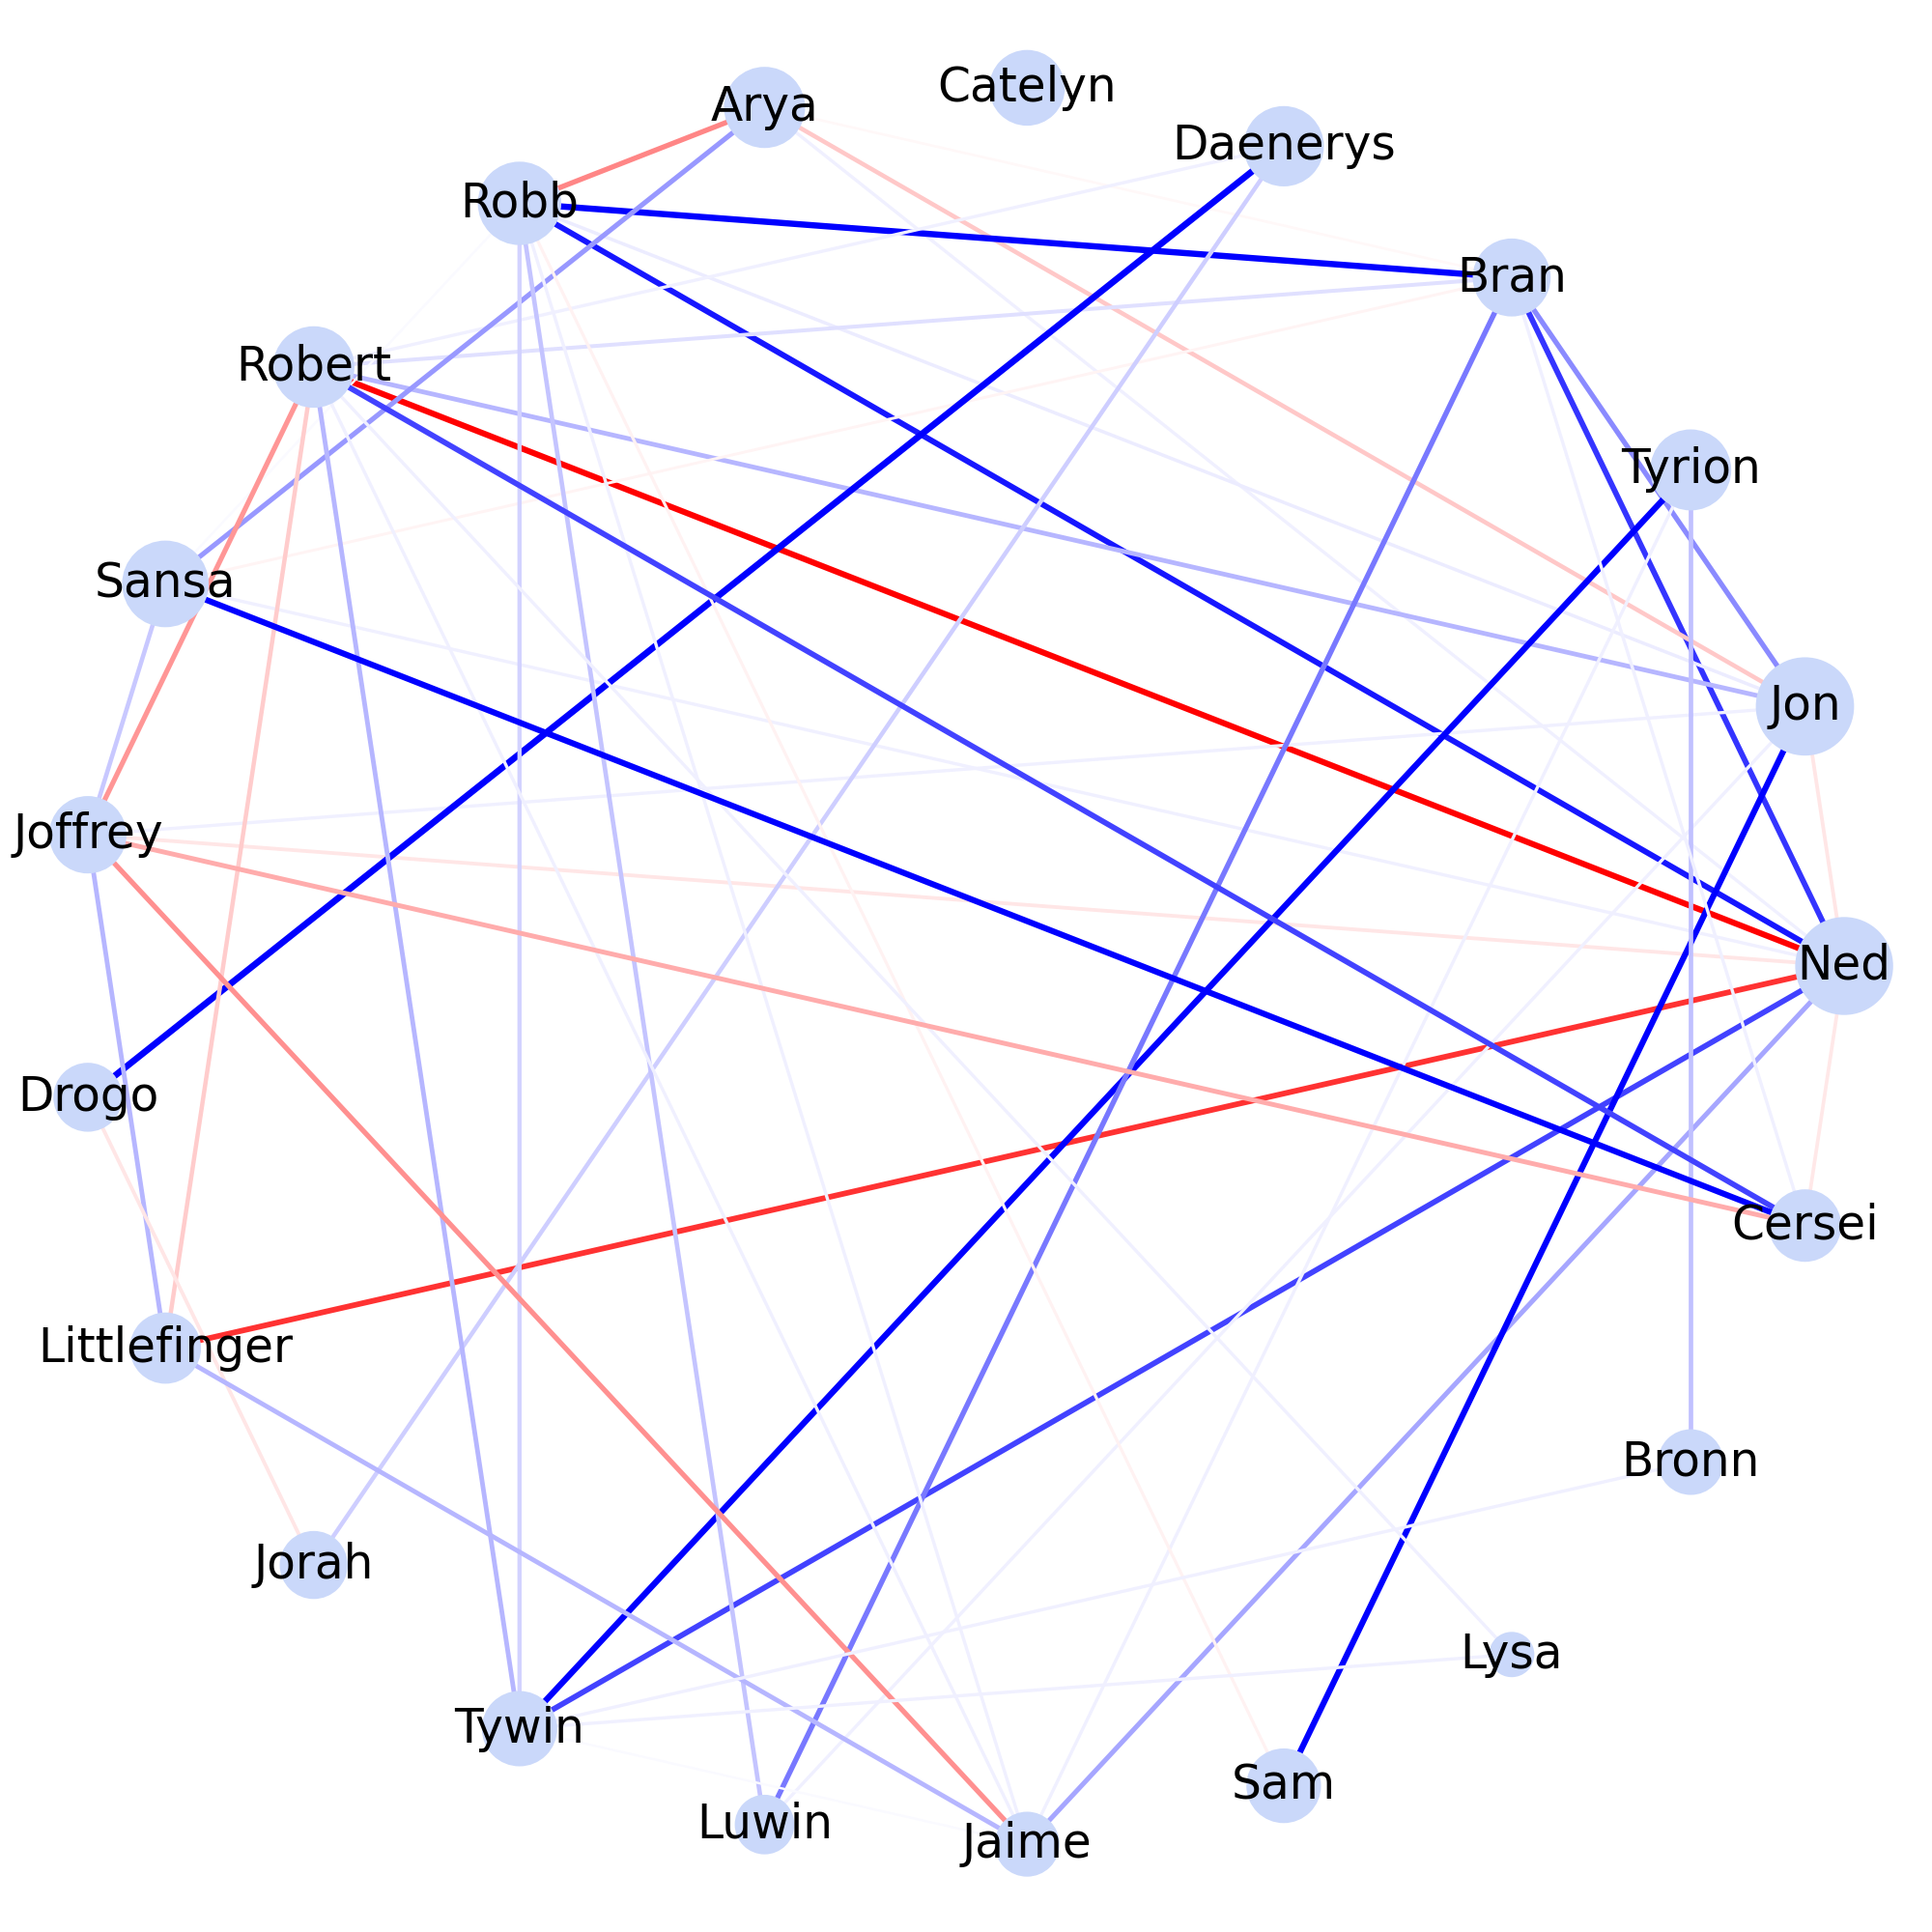 Catelyn
Arya
Daenerys
Robb
Bran
Robert
Tyrion
Sansa
Jon
Joffrey
Ned
Drogo
Cersei
Littlefinger
Bronn
Jorah
Lysa
Tywin
Sam
Luwin
Jaime